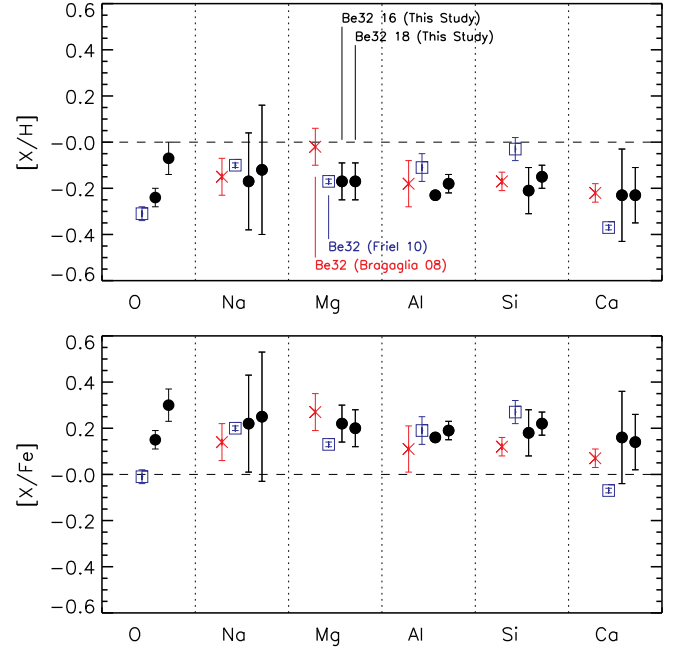 0.6
Be32 16 (This Study)
Be32 18 (This Study)
0.4
0.2
[X/H]
−0.0
−0.2
−0.4
Be32 (Friel 10)
Be32 (Bragaglia 08)
−0.6
O Na Mg Al Si Ca
0.6
0.4
0.2
[X/Fe]
−0.0
−0.2
−0.4
−0.6
O Na Mg Al Si Ca